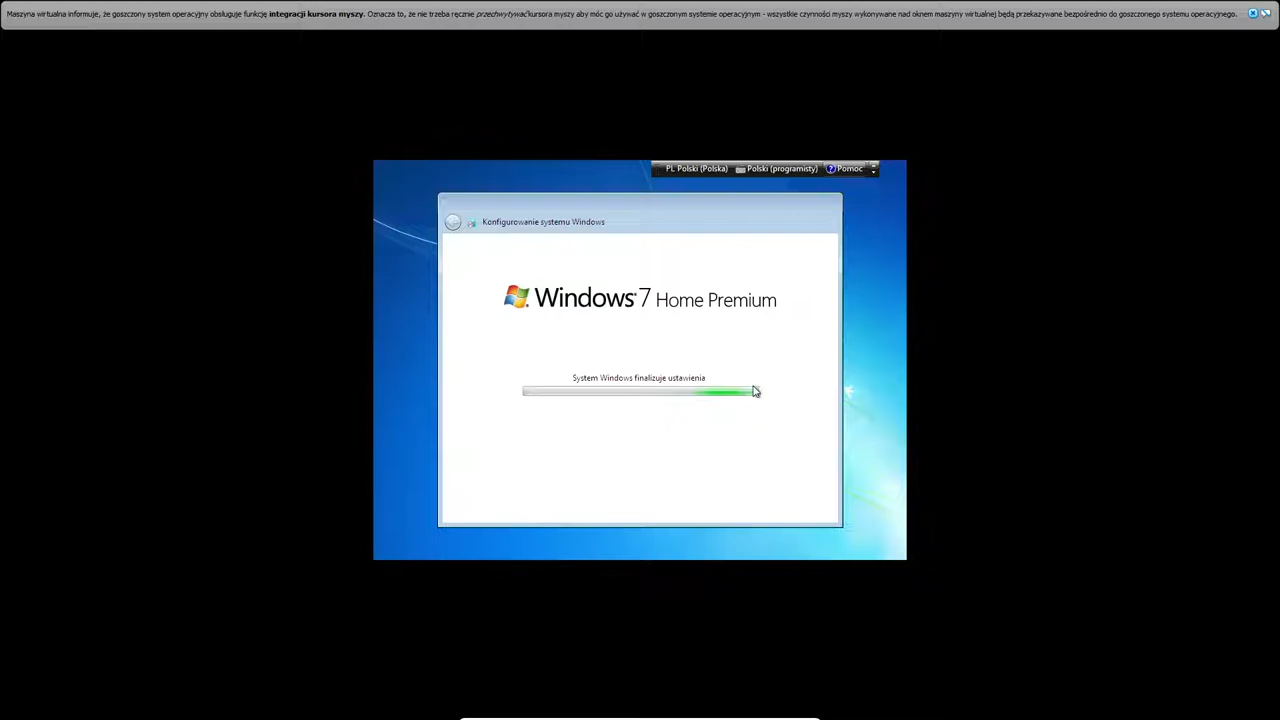 Maszyna wirtualna informuje, że goszczony system operacyjny obsługuje funkcję integracji kursora myszy. Oznacza to, że nie trzeba ręcznie przechwytywać kursora myszy aby móc go używać w goszczonym systemie operacyjnym - wszystkie czynności myszy wykonywane nad oknem maszyny wirtualnej będą przekazywane bezpośrednio do goszczonego systemu operacyjnego.
PL Polski (Polska) Polski (programisty) ? Pomoc
Konfigurowanie systemu Windows
Windows 7 Home Premium
System Windows finalizuje ustawienia